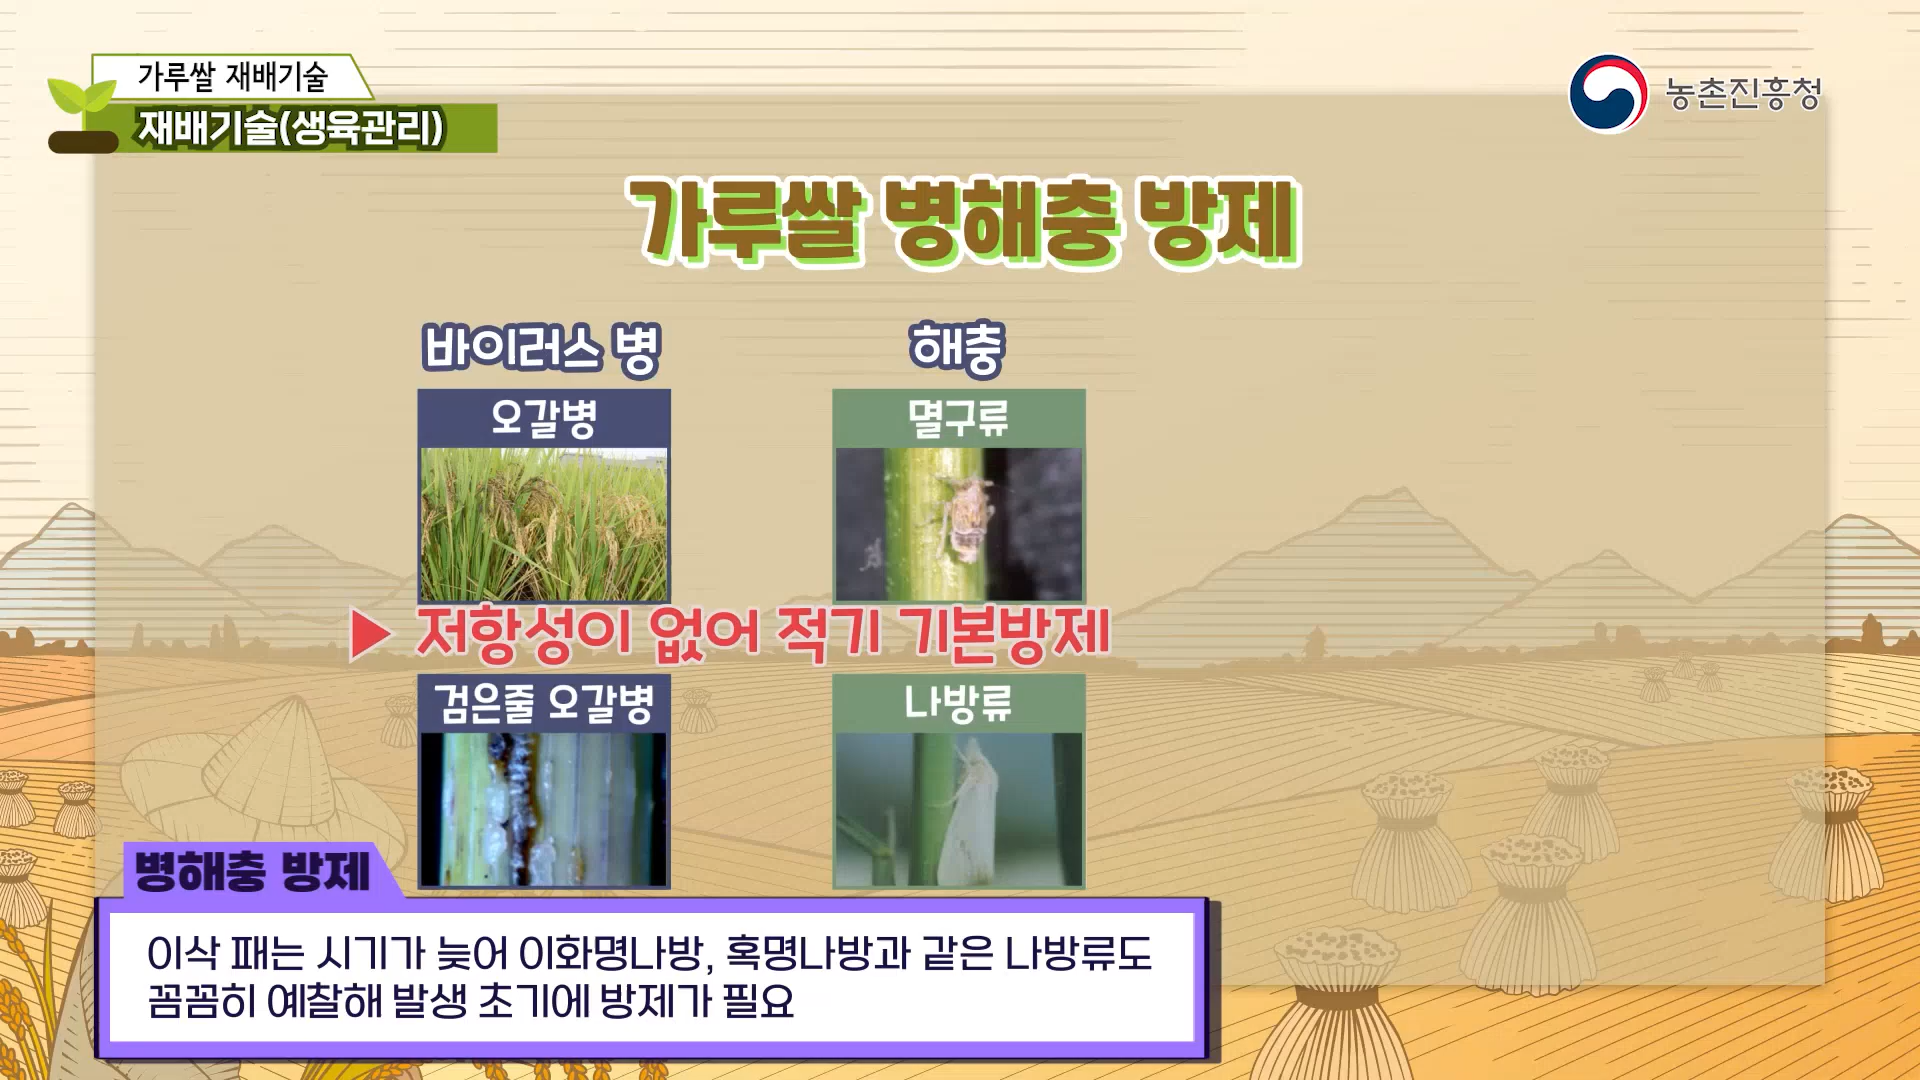 가루쌀 재배기술
재배기술(생육관리)
농촌진흥청
가루쌀 병해충 방제
바이러스 병
해충
오갈병
멸구류
▶ 저항성이 없어 적기 기본방제
검은줄 오갈병
나방류
병해충 방제
이삭 패는 시기가 늦어 이화명나방, 혹명나방과 같은 나방류도
꼼꼼히 예찰해 발생 초기에 방제가 필요